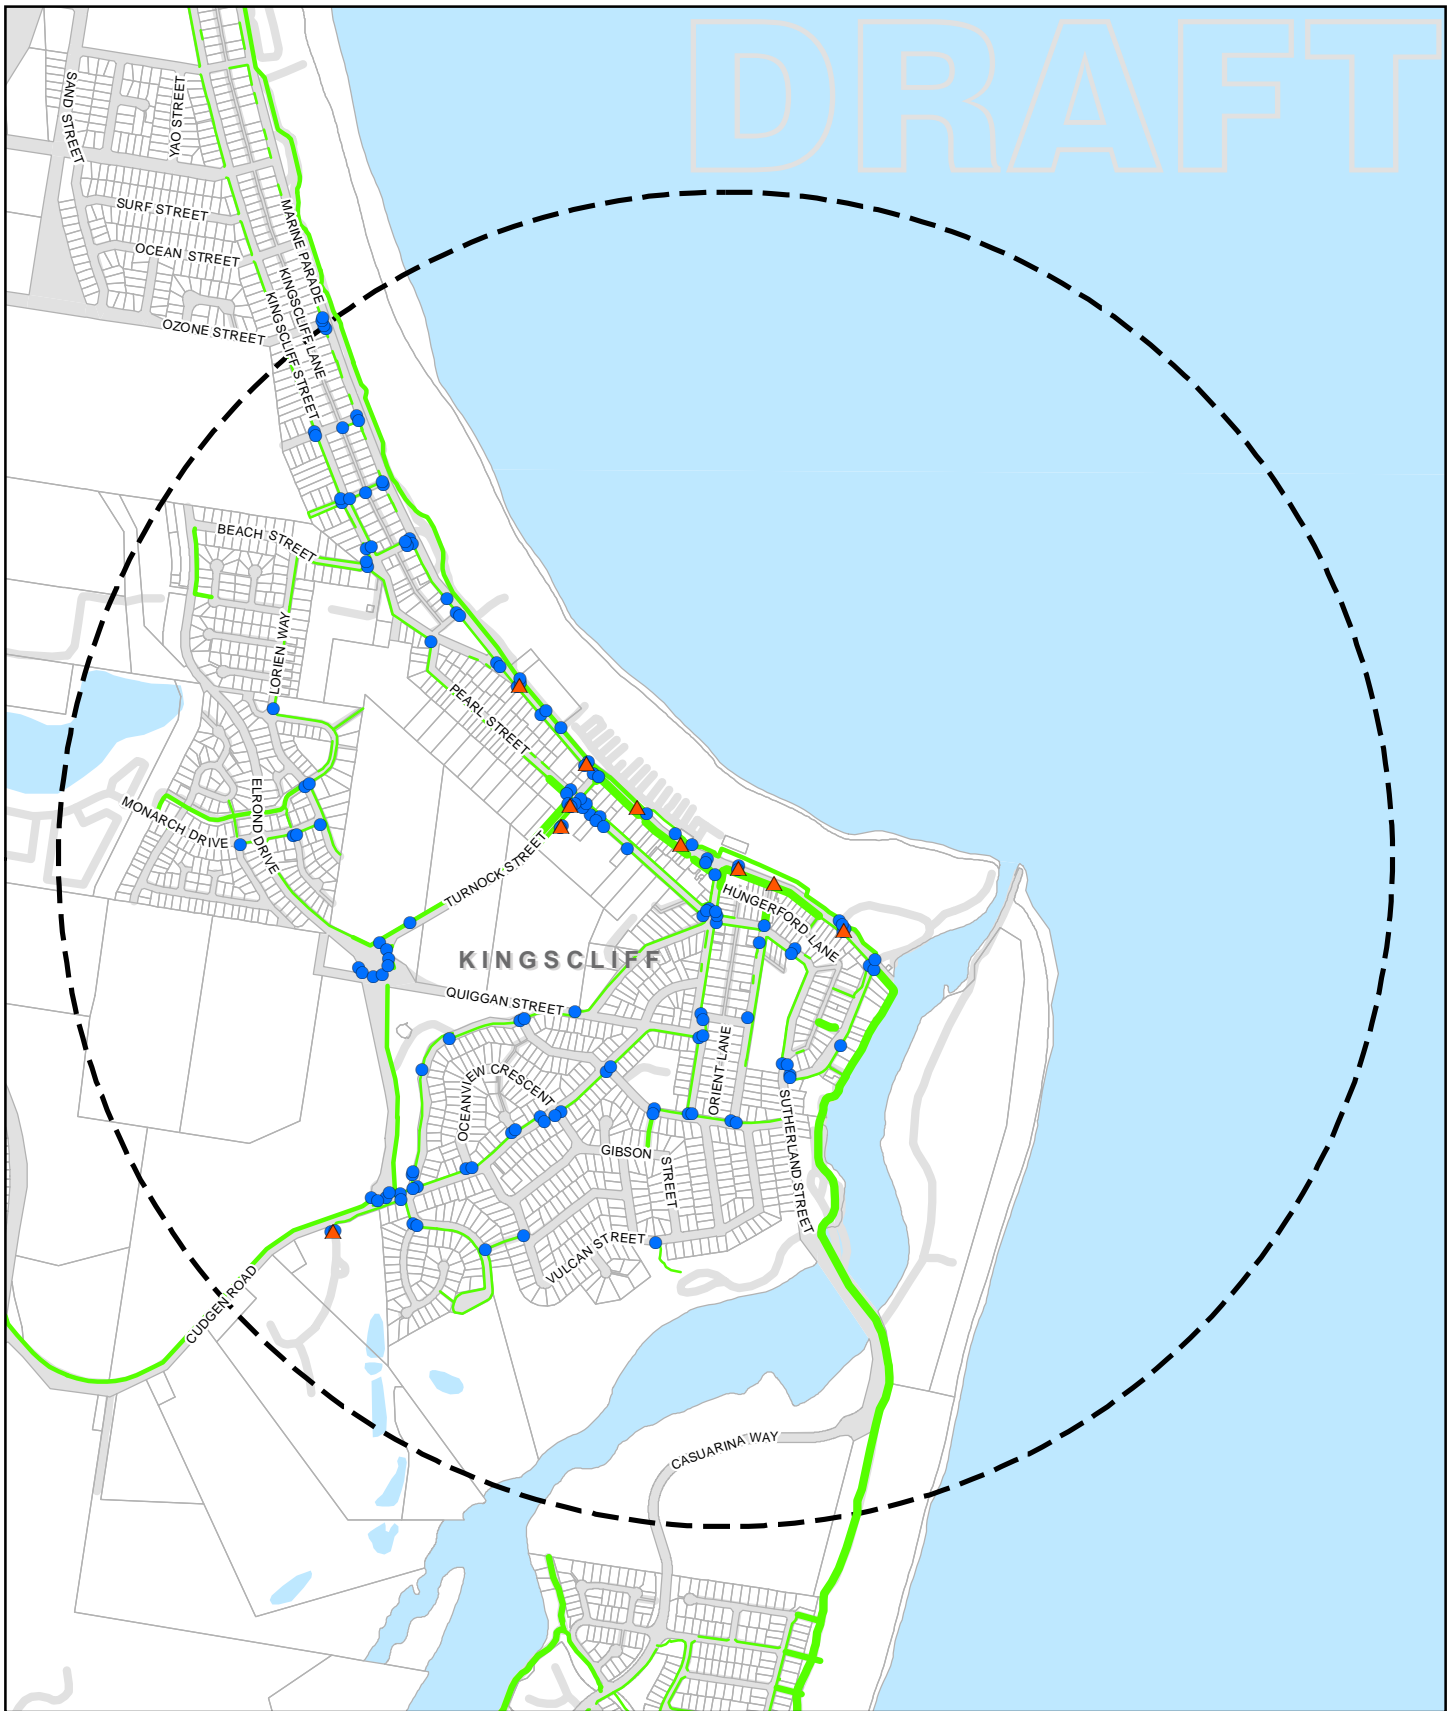 DRAFT
SAND STREET
YAO STREET
SURF STREET
OCEAN STREET
MARINE PARADE
KINGSCLIFF LANE
KINGSCLIFF STREET
OZONE STREET
BEACH STREET
LORIEN WAY
PEARL STREET
MONARCH DRIVE
ELROND DRIVE
TURNOCK STREET
HUNGERFORD LANE
KINGSCLIFF
QUIGGAN STREET
OCEANVIEW CRESCENT
ORIENT LANE
SUTHERLAND STREET
GIBSON STREET
VULCAN STREET
CUDGEN ROAD
CASUARINA WAY